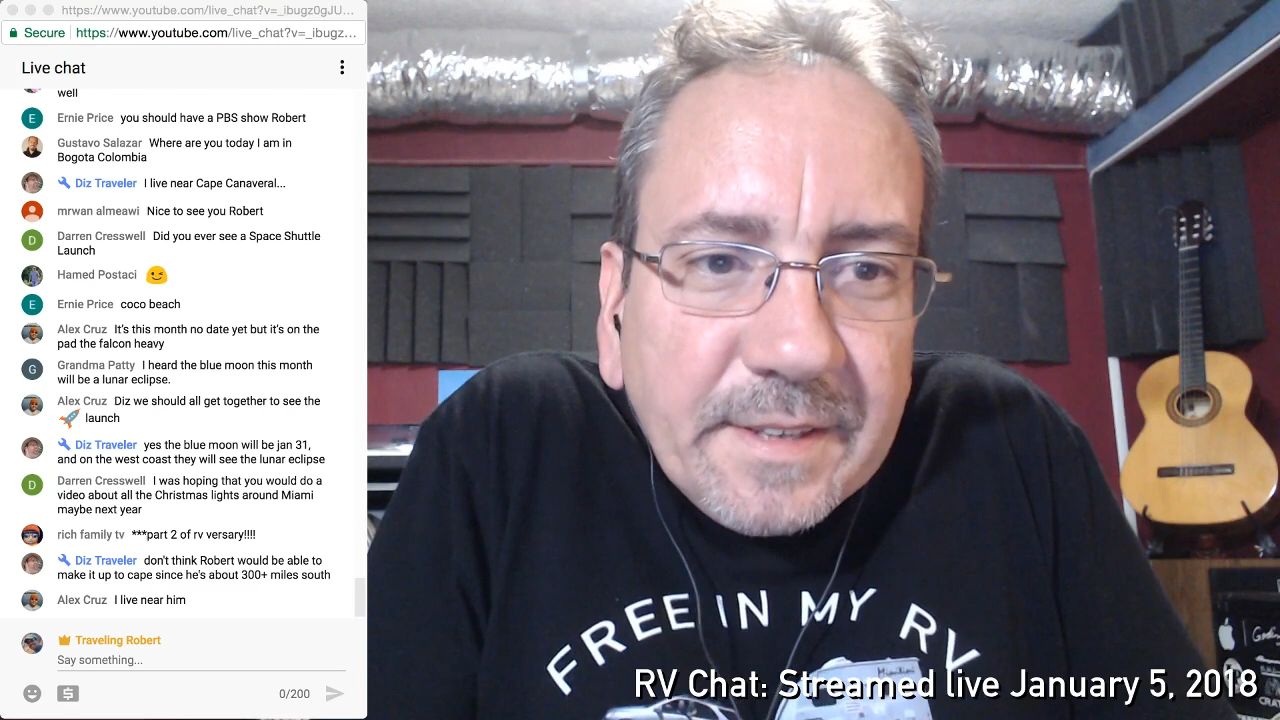 https://www.youtube.com/live_chat?v=_ibugz0gJU...
Secure https://www.youtube.com/live_chat?v=_ibugz...
Live chat
well
E Ernie Price you should have a PBS show Robert
Gustavo Salazar Where are you today I am in
Bogota Colombia
Diz Traveler I live near Cape Canaveral...
mrwan almeawi Nice to see you Robert
D Darren Cresswell Did you ever see a Space Shuttle
Launch
Hamed Postaci 😉
E Ernie Price coco beach
Alex Cruz It's this month no date yet but it's on the
pad the falcon heavy
G Grandma Patty I heard the blue moon this month
will be a lunar eclipse.
Alex Cruz Diz we should all get together to see the
🚀 launch
Diz Traveler yes the blue moon will be jan 31,
and on the west coast they will see the lunar eclipse
D Darren Cresswell I was hoping that you would do a
video about all the Christmas lights around Miami
maybe next year
rich family tv ***part 2 of rv versary!!!!
Diz Traveler don't think Robert would be able to
make it up to cape since he's about 300+ miles south
Alex Cruz I live near him
Traveling Robert
Say something...
0/200
FREE IN MY RV
Minilini
RV Chat: Streamed live January 5, 2018